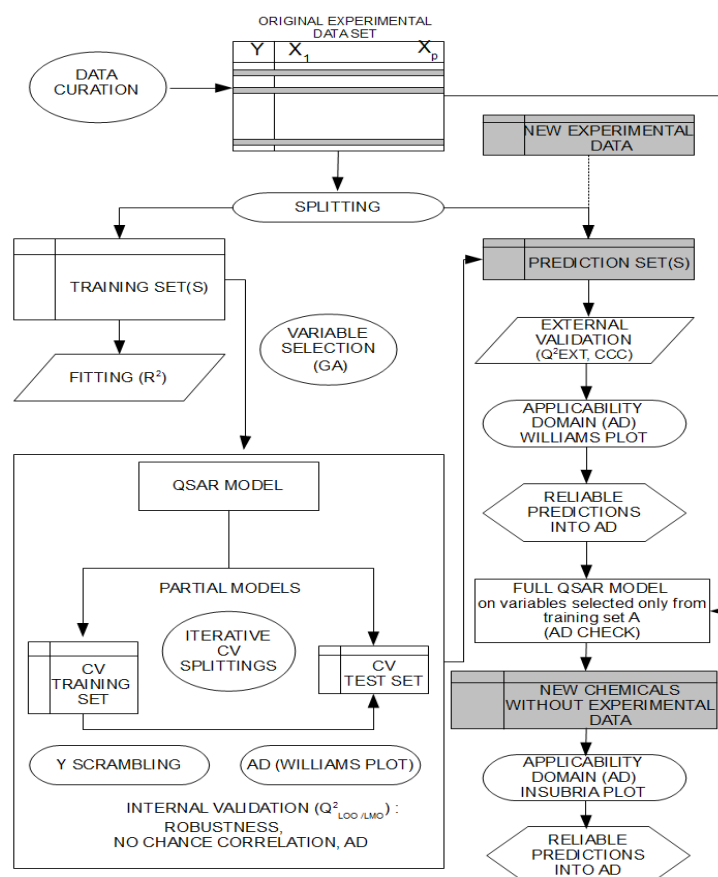 ORIGINAL EXPERIMENTAL
DATA SET
Y X1 Xp
DATA
CURATION
NEW EXPERIMENTAL
DATA
SPLITTING
TRAINING SET(S)
PREDICTION SET(S)
VARIABLE
SELECTION
(GA)
EXTERNAL
VALIDATION
(Q²EXT, CCC)
FITTING (R²)
APPLICABILITY
DOMAIN (AD)
WILLIAMS PLOT
QSAR MODEL
RELIABLE
PREDICTIONS
INTO AD
PARTIAL MODELS
FULL QSAR MODEL
on variables selected only from
training set A
(AD CHECK)
ITERATIVE
CV
SPLITTINGS
CV
TRAINING
SET
CV
TEST SET
NEW CHEMICALS
WITHOUT EXPERIMENTAL
DATA
Y SCRAMBLING
AD (WILLIAMS PLOT)
APPLICABILITY
DOMAIN (AD)
INSUBRIA PLOT
INTERNAL VALIDATION (Q²LOO /LMO) :
ROBUSTNESS,
NO CHANCE CORRELATION, AD
RELIABLE
PREDICTIONS
INTO AD